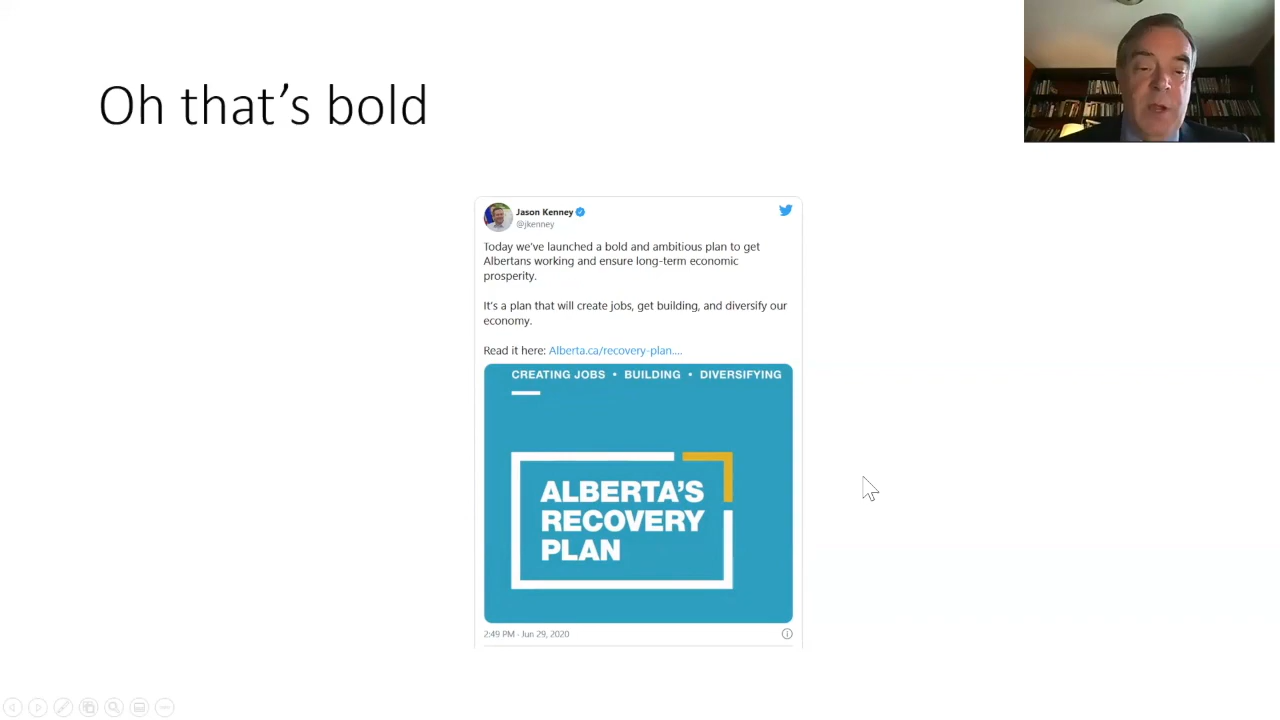 Oh that’s bold
Jason Kenney
@jkenney
Today we’ve launched a bold and ambitious plan to get
Albertans working and ensure long-term economic
prosperity.
It’s a plan that will create jobs, get building, and diversify our
economy.
Read it here: Alberta.ca/recovery-plan....
CREATING JOBS • BUILDING • DIVERSIFYING
ALBERTA’S
RECOVERY
PLAN
2:49 PM · Jun 29, 2020